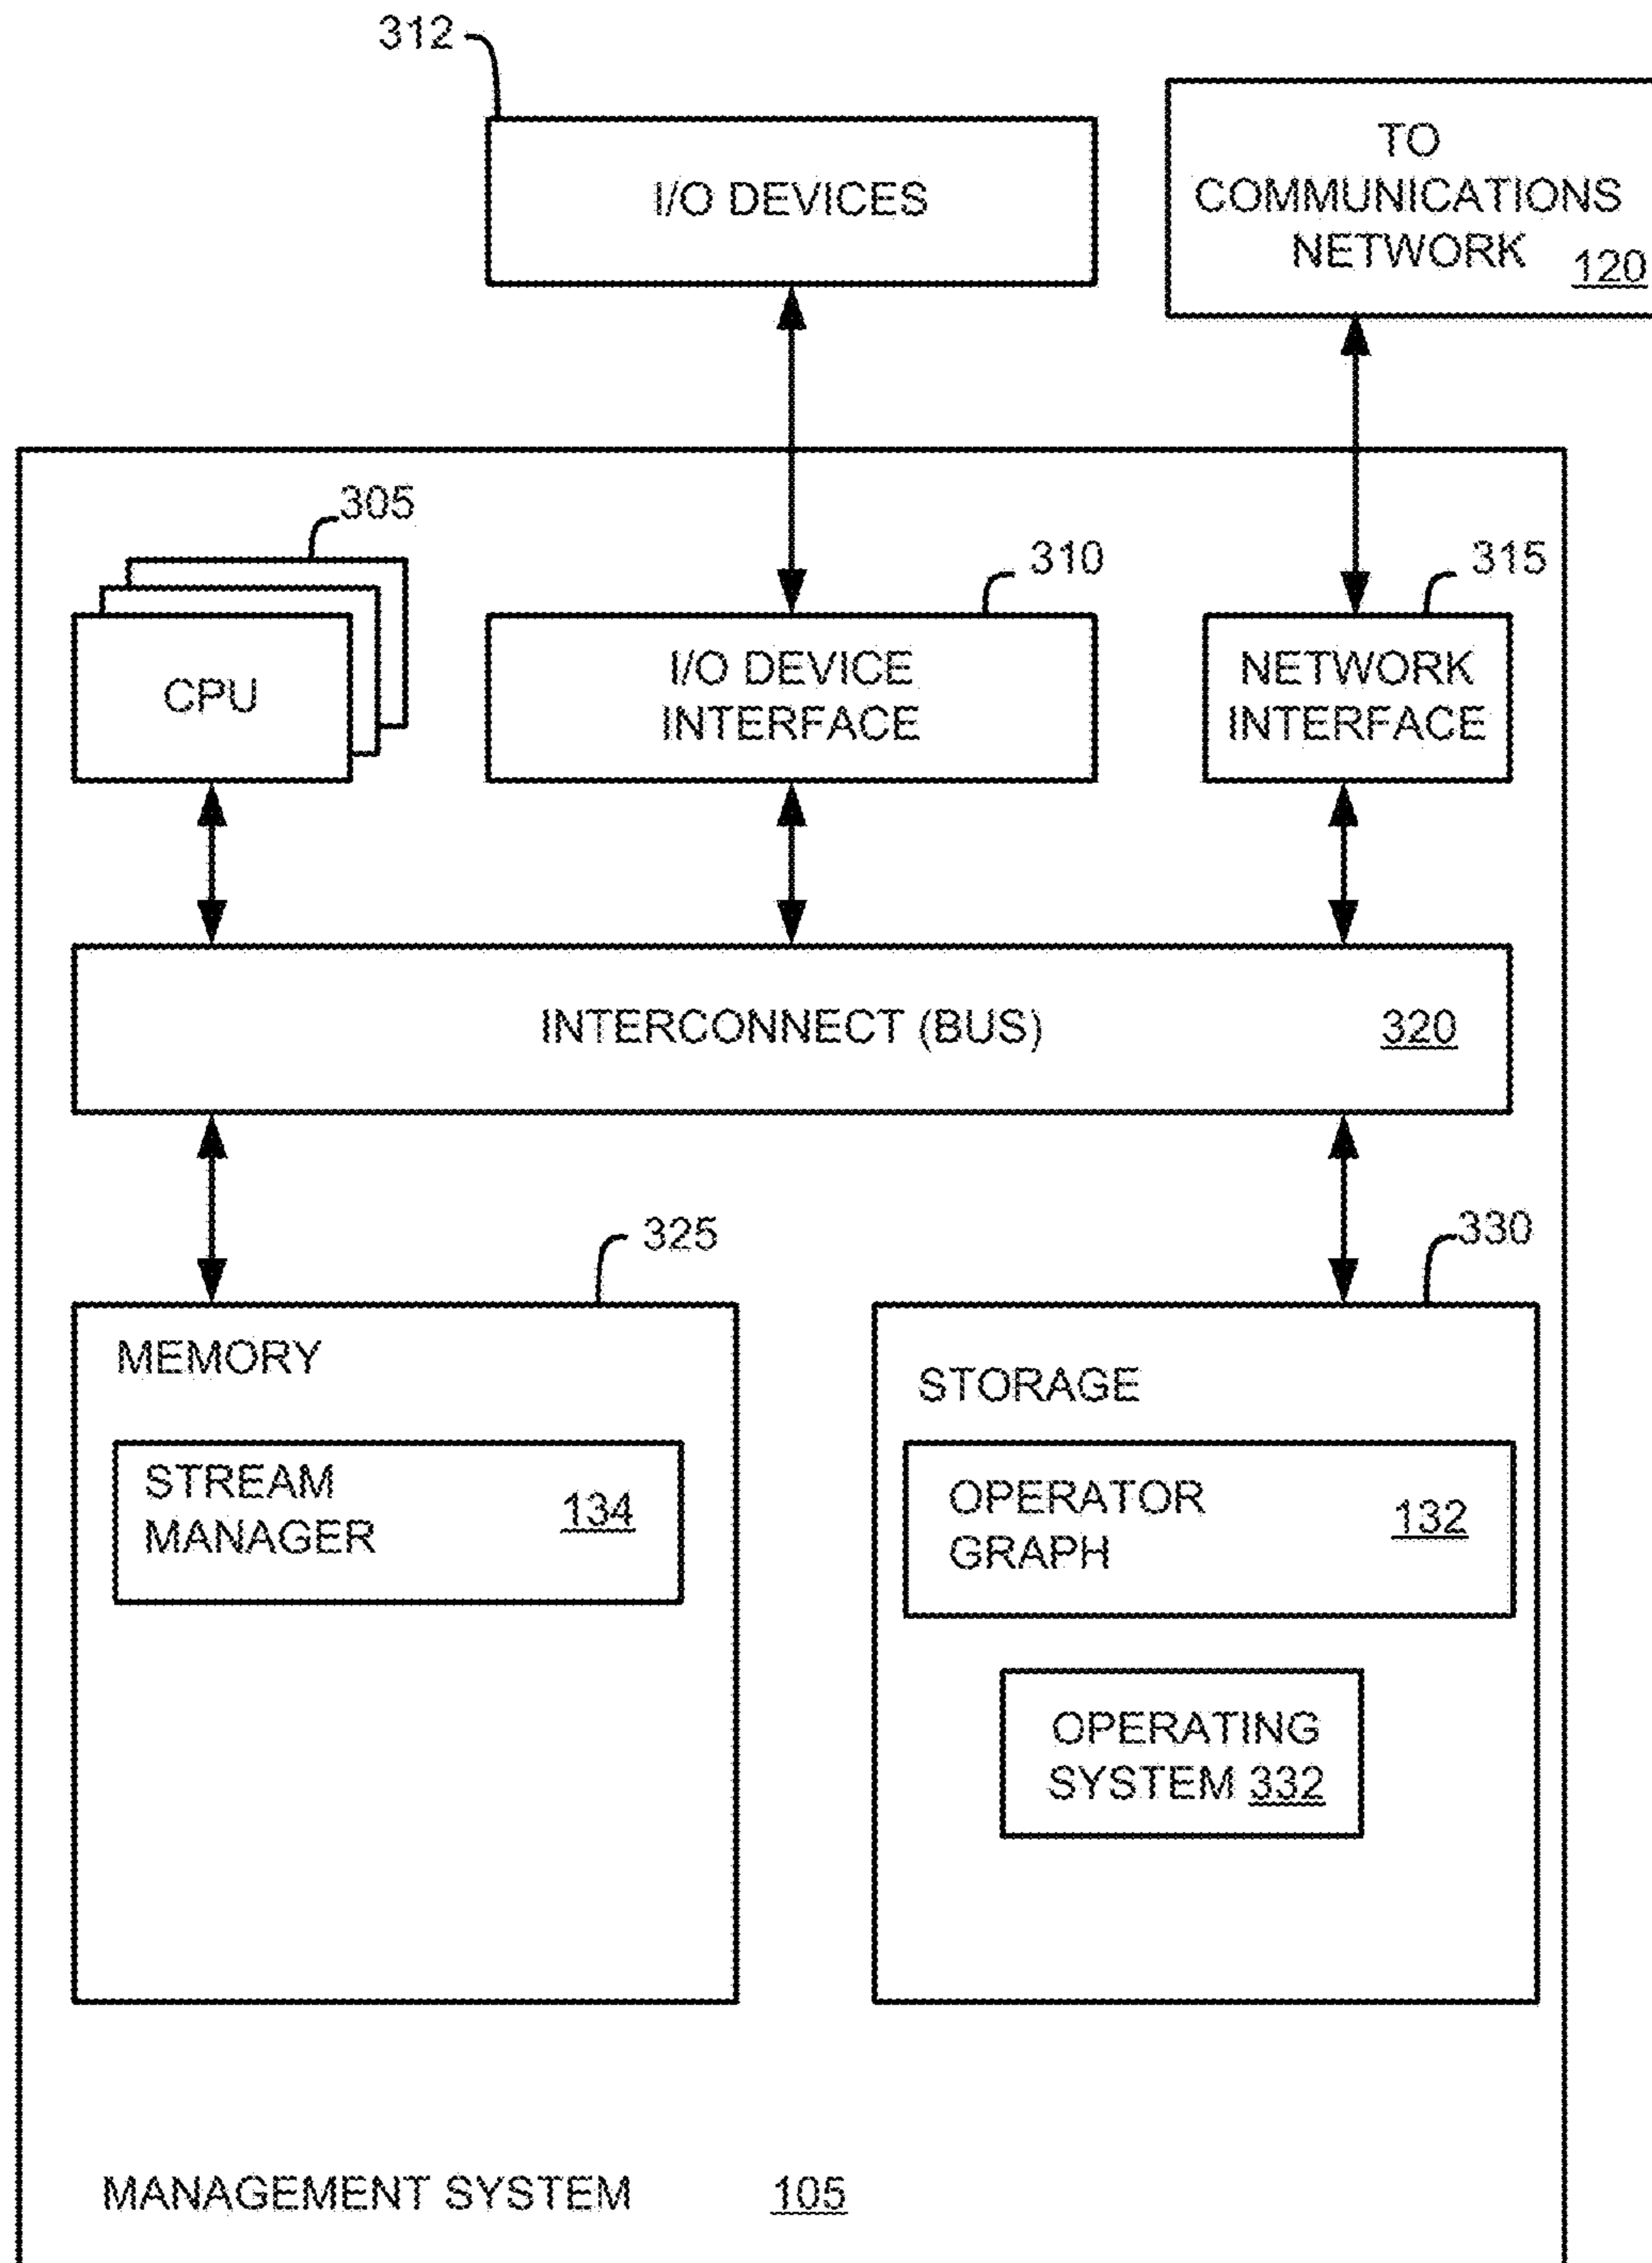 312
I/O DEVICES
TO
COMMUNICATIONS
NETWORK 120
305
310
315
CPU
I/O DEVICE
INTERFACE
NETWORK
INTERFACE
INTERCONNECT (BUS) 320
325
330
MEMORY
STREAM
MANAGER 134
STORAGE
OPERATOR
GRAPH 132
OPERATING
SYSTEM 332
MANAGEMENT SYSTEM 105